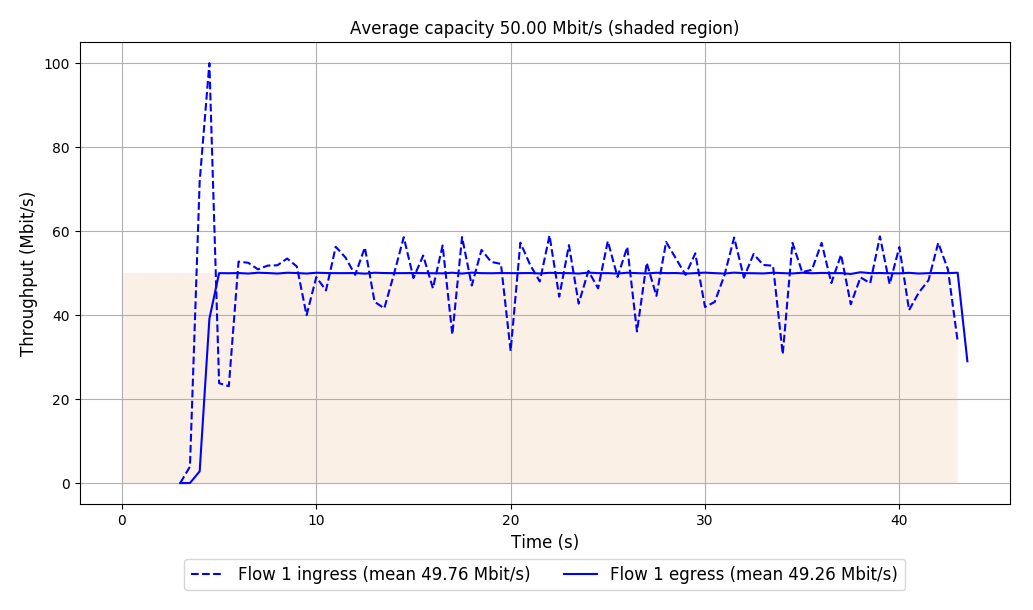 Average capacity 50.00 Mbit/s (shaded region)
100
80
60
40
20
0
Throughput (Mbit/s)
0 10 20 30 40
Time (s)
Flow 1 ingress (mean 49.76 Mbit/s) Flow 1 egress (mean 49.26 Mbit/s)